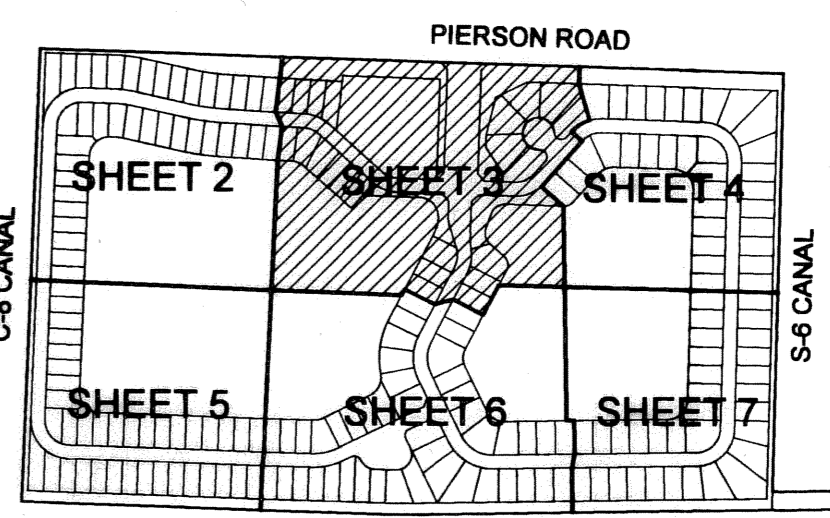 PIERSON ROAD
SHEET 2
SHEET 3
SHEET 4
C-8 CANAL
S-6 CANAL
SHEET 5
SHEET 6
SHEET 7